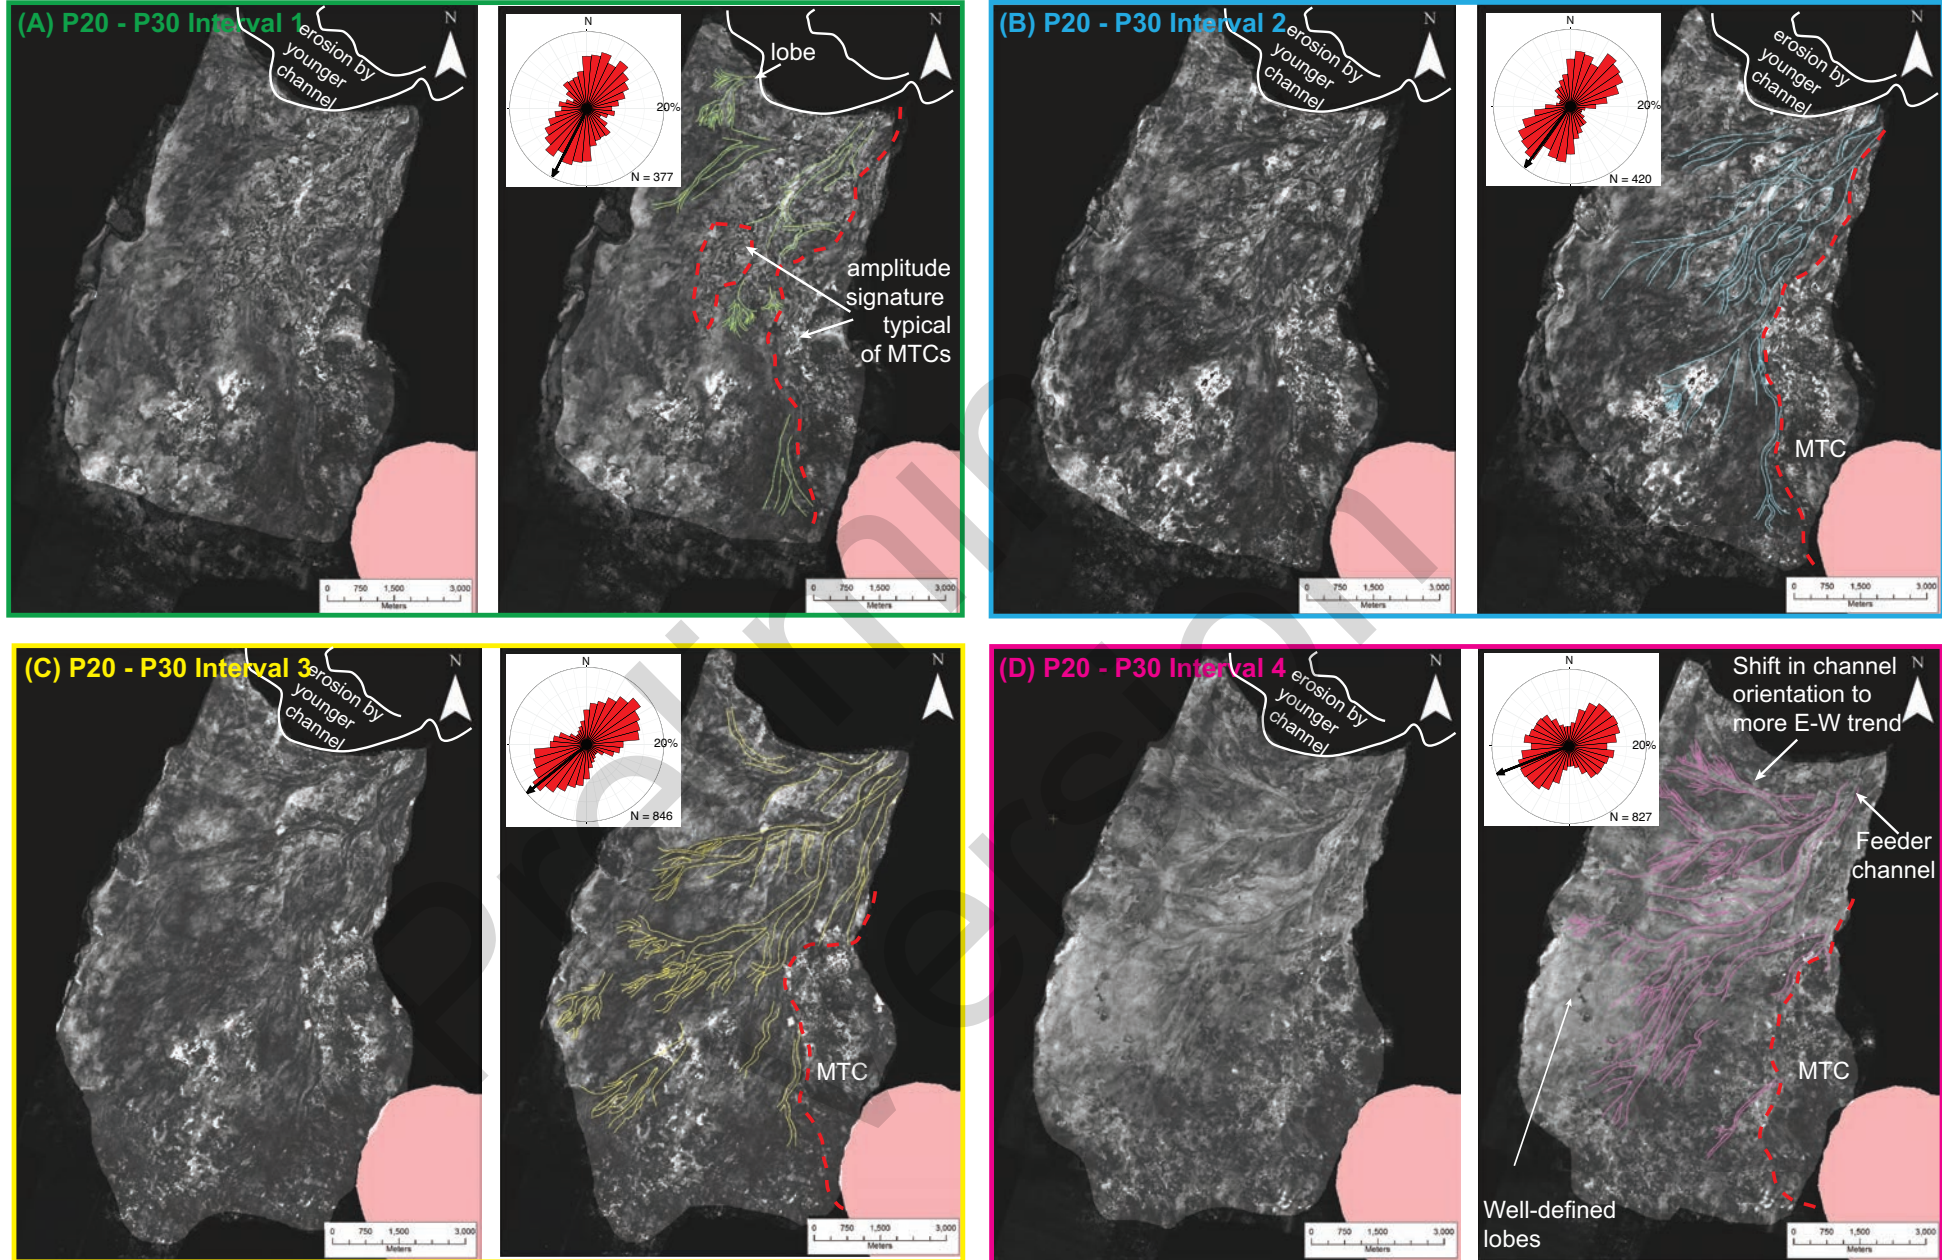 (A) P20 - P30 Interval 1
erosion by
younger
channel
N
0 750 1,500 3,000
Meters
N
20%
N = 377
lobe
erosion by
younger
channel
N
amplitude
signature
typical
of MTCs
0 750 1,500 3,000
Meters
(B) P20 - P30 Interval 2
erosion by
younger
channel
N
0 750 1,500 3,000
Meters
N
20%
N = 420
erosion by
younger
channel
N
MTC
0 750 1,500 3,000
Meters
(C) P20 - P30 Interval 3
erosion by
younger
channel
N
0 750 1,500 3,000
Meters
N
20%
N = 846
N
MTC
0 750 1,500 3,000
Meters
(D) P20 - P30 Interval 4
erosion by
younger
channel
N
0 750 1,500 3,000
Meters
N
20%
N = 827
Shift in channel
orientation to
more E-W trend
N
Feeder
channel
MTC
Well-defined
lobes
0 750 1,500 3,000
Meters
Preliminary
Version